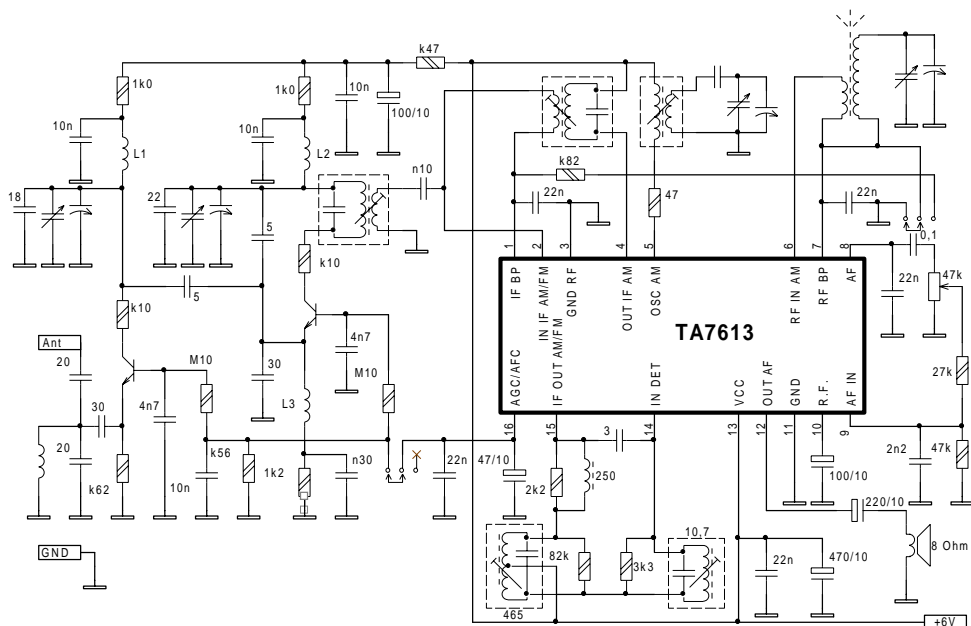 k47
1k0
1k0
10n
100/10
10n
10n
L1
L2
k82
n10
47
18
22
22n
22n
5
0,1
1
2
3
4
5
6
7
8
IF BP
IN IF AM/FM
GND RF
OUT IF AM
OSC AM
RF IN AM
RF BP
AF
47k
22n
k10
5
k10
TA7613
Ant
20
M10
4n7
30
M10
27k
AGC/AFC
IF OUT AM/FM
IN DET
VCC
OUT AF
GND
R.F.
AF IN
30
4n7
L3
16
15
14
13
12
11
10
9
3
20
k56
1k2
n30
22n
47/10
2k2
250
100/10
2n2
47k
k62
10n
220/10
10,7
GND
82k
3k3
22n
470/10
8 Ohm
465
+6V